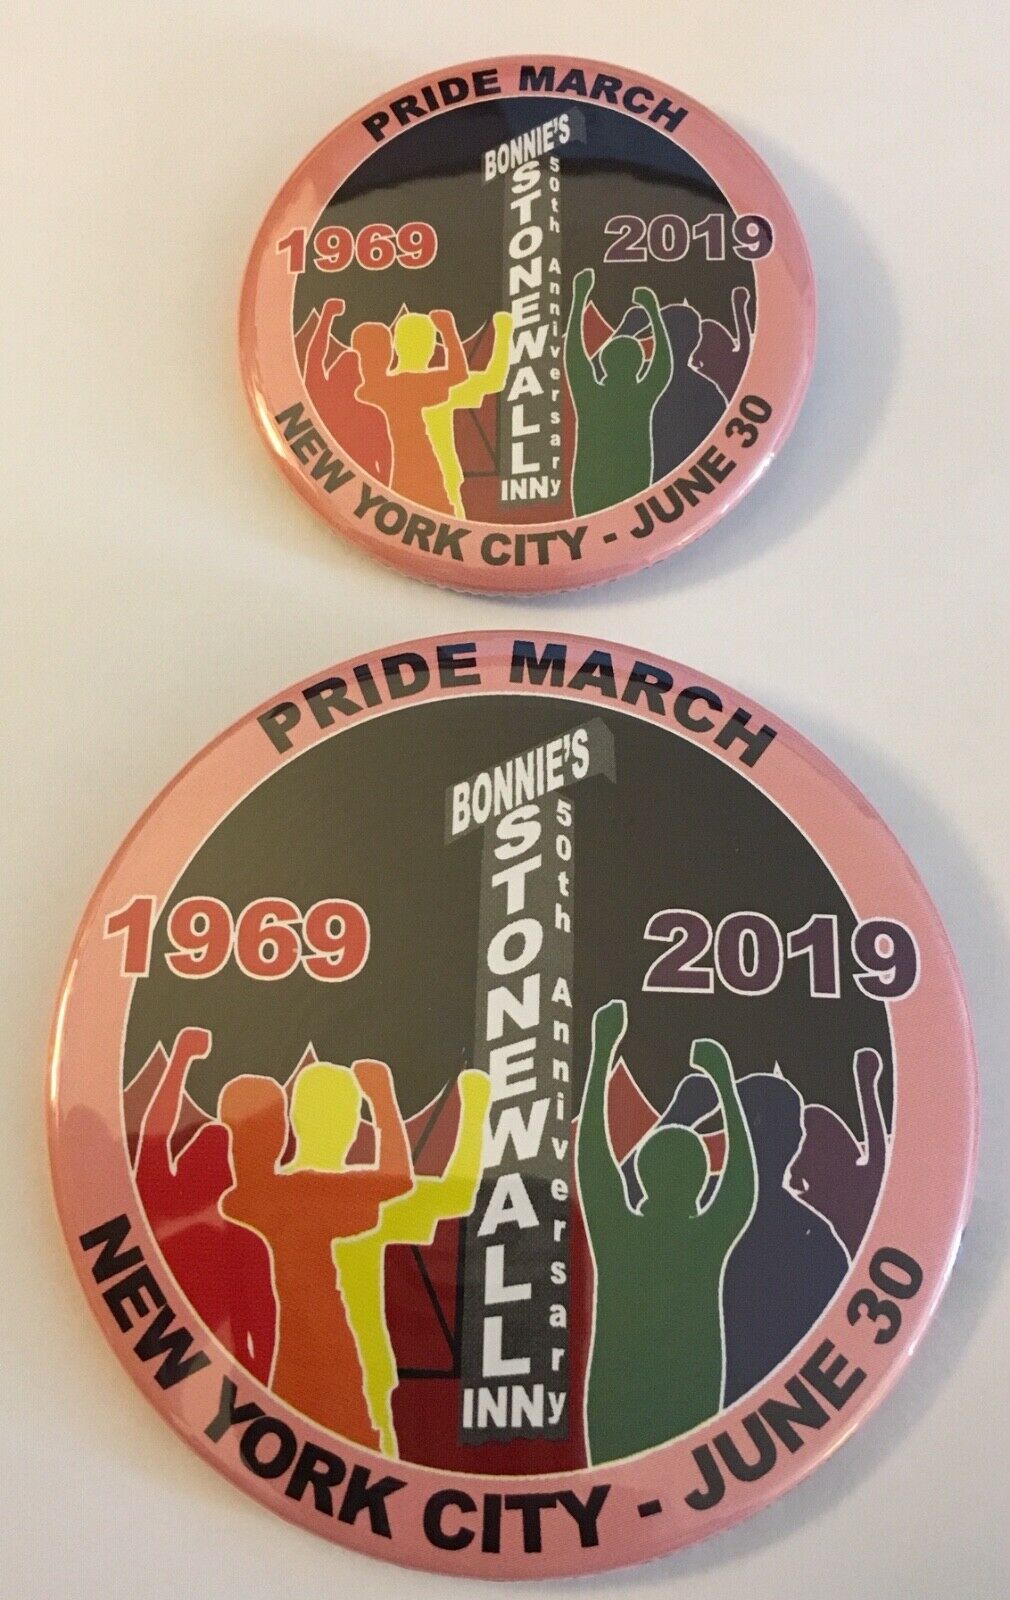 PRIDE MARCH
BONNIE'S
STONEWALL
INN
50th Anniversary
1969
2019
NEW YORK CITY - JUNE 30
PRIDE MARCH
BONNIE'S
STONEWALL
INN
50th Anniversary
1969
2019
NEW YORK CITY - JUNE 30